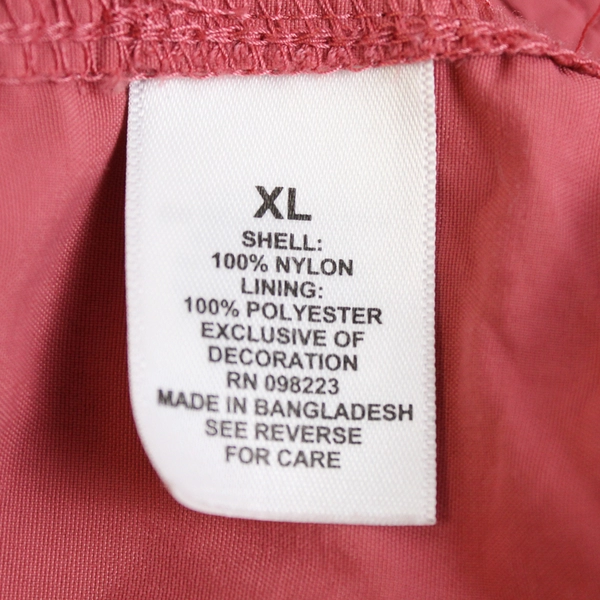 XL
SHELL:
100% NYLON
LINING:
100% POLYESTER
EXCLUSIVE OF
DECORATION
RN 098223
MADE IN BANGLADESH
SEE REVERSE
FOR CARE